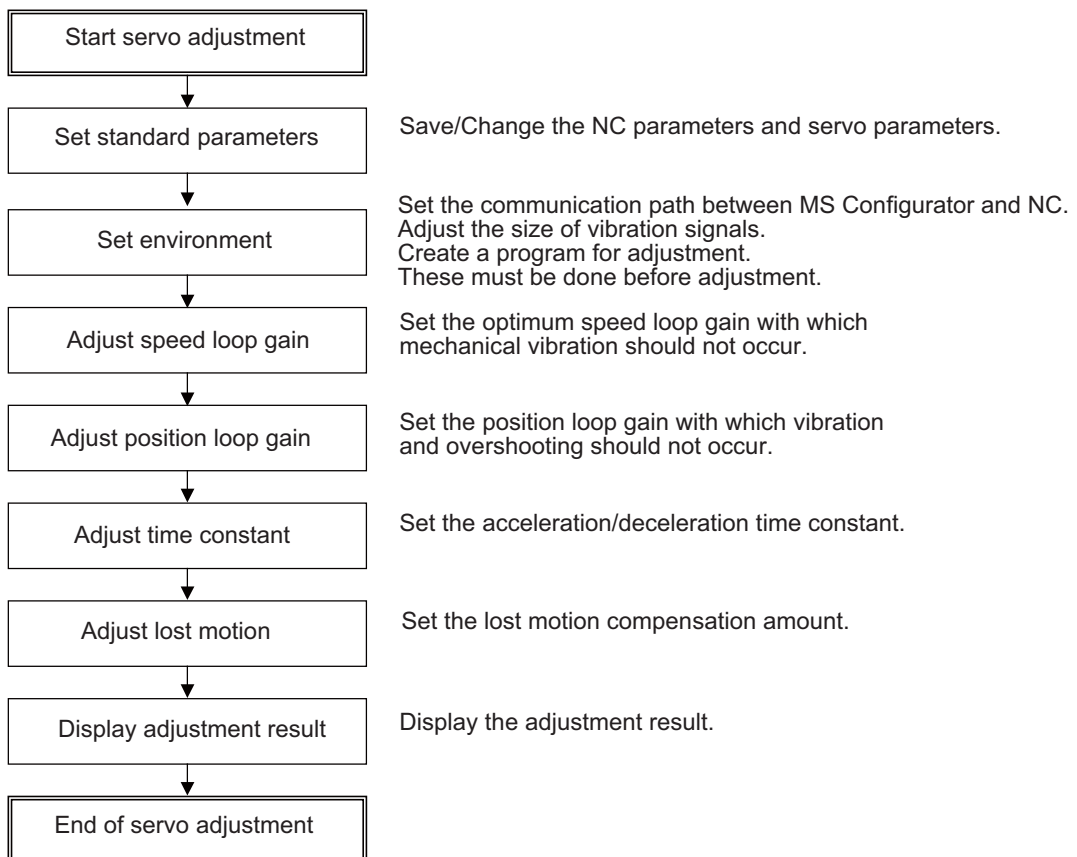 Start servo adjustment
Set standard parameters
Save/Change the NC parameters and servo parameters.
Set environment
Set the communication path between MS Configurator and NC.
Adjust the size of vibration signals.
Create a program for adjustment.
These must be done before adjustment.
Adjust speed loop gain
Set the optimum speed loop gain with which
mechanical vibration should not occur.
Adjust position loop gain
Set the position loop gain with which vibration
and overshooting should not occur.
Adjust time constant
Set the acceleration/deceleration time constant.
Adjust lost motion
Set the lost motion compensation amount.
Display adjustment result
Display the adjustment result.
End of servo adjustment